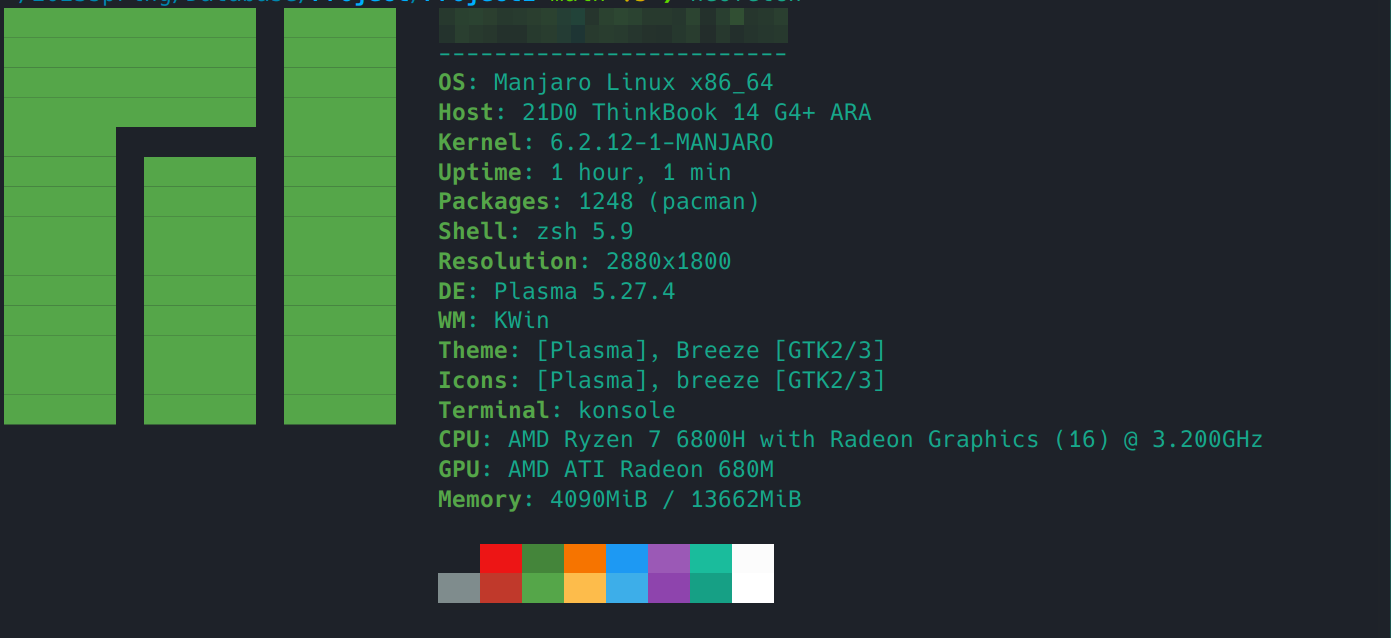 ------------------------
OS: Manjaro Linux x86_64
Host: 21D0 ThinkBook 14 G4+ ARA
Kernel: 6.2.12-1-MANJARO
Uptime: 1 hour, 1 min
Packages: 1248 (pacman)
Shell: zsh 5.9
Resolution: 2880x1800
DE: Plasma 5.27.4
WM: KWin
Theme: [Plasma], Breeze [GTK2/3]
Icons: [Plasma], breeze [GTK2/3]
Terminal: konsole
CPU: AMD Ryzen 7 6800H with Radeon Graphics (16) @ 3.200GHz
GPU: AMD ATI Radeon 680M
Memory: 4090MiB / 13662MiB